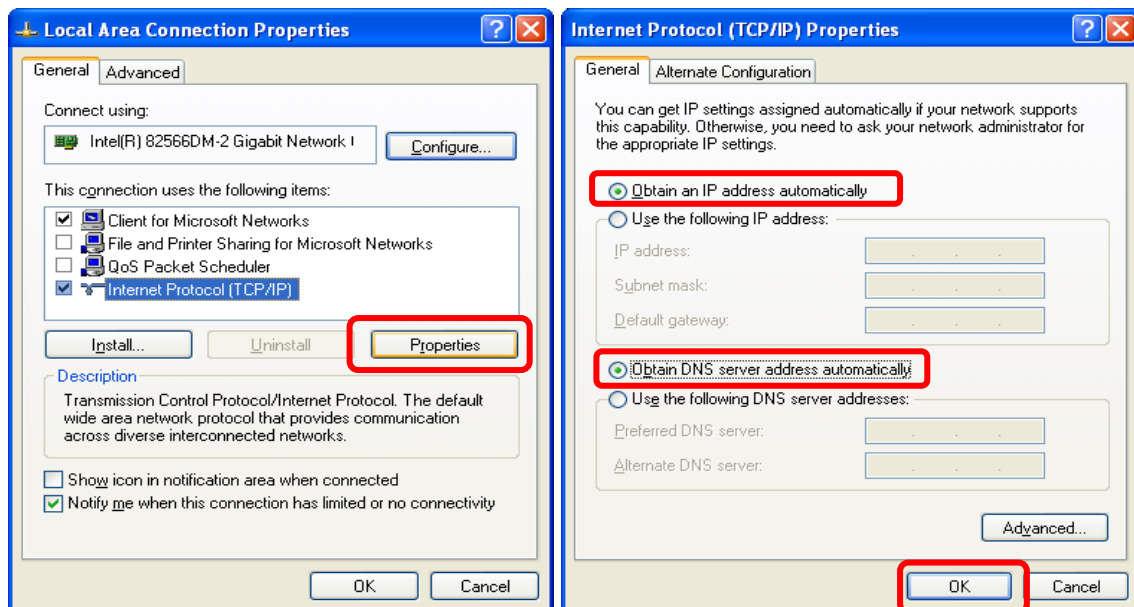 Local Area Connection Properties
General
Advanced
Connect using:
Intel(R) 82566DM-2 Gigabit Network
Configure...
This connection uses the following items:
Client for Microsoft Networks
File and Printer Sharing for Microsoft Networks
QoS Packet Scheduler
Internet Protocol (TCP/IP)
Install...
Uninstall
Properties
Description
Transmission Control Protocol/Internet Protocol. The default
wide area network protocol that provides communication
across diverse interconnected networks.
Show icon in notification area when connected
Notify me when this connection has limited or no connectivity
OK
Cancel
Internet Protocol (TCP/IP) Properties
General
Alternate Configuration
You can get IP settings assigned automatically if your network supports
this capability. Otherwise, you need to ask your network administrator for
the appropriate IP settings.
Obtain an IP address automatically
Use the following IP address:
IP address:
Subnet mask:
Default gateway:
Obtain DNS server address automatically
Use the following DNS server addresses:
Preferred DNS server:
Alternate DNS server:
Advanced...
OK
Cancel